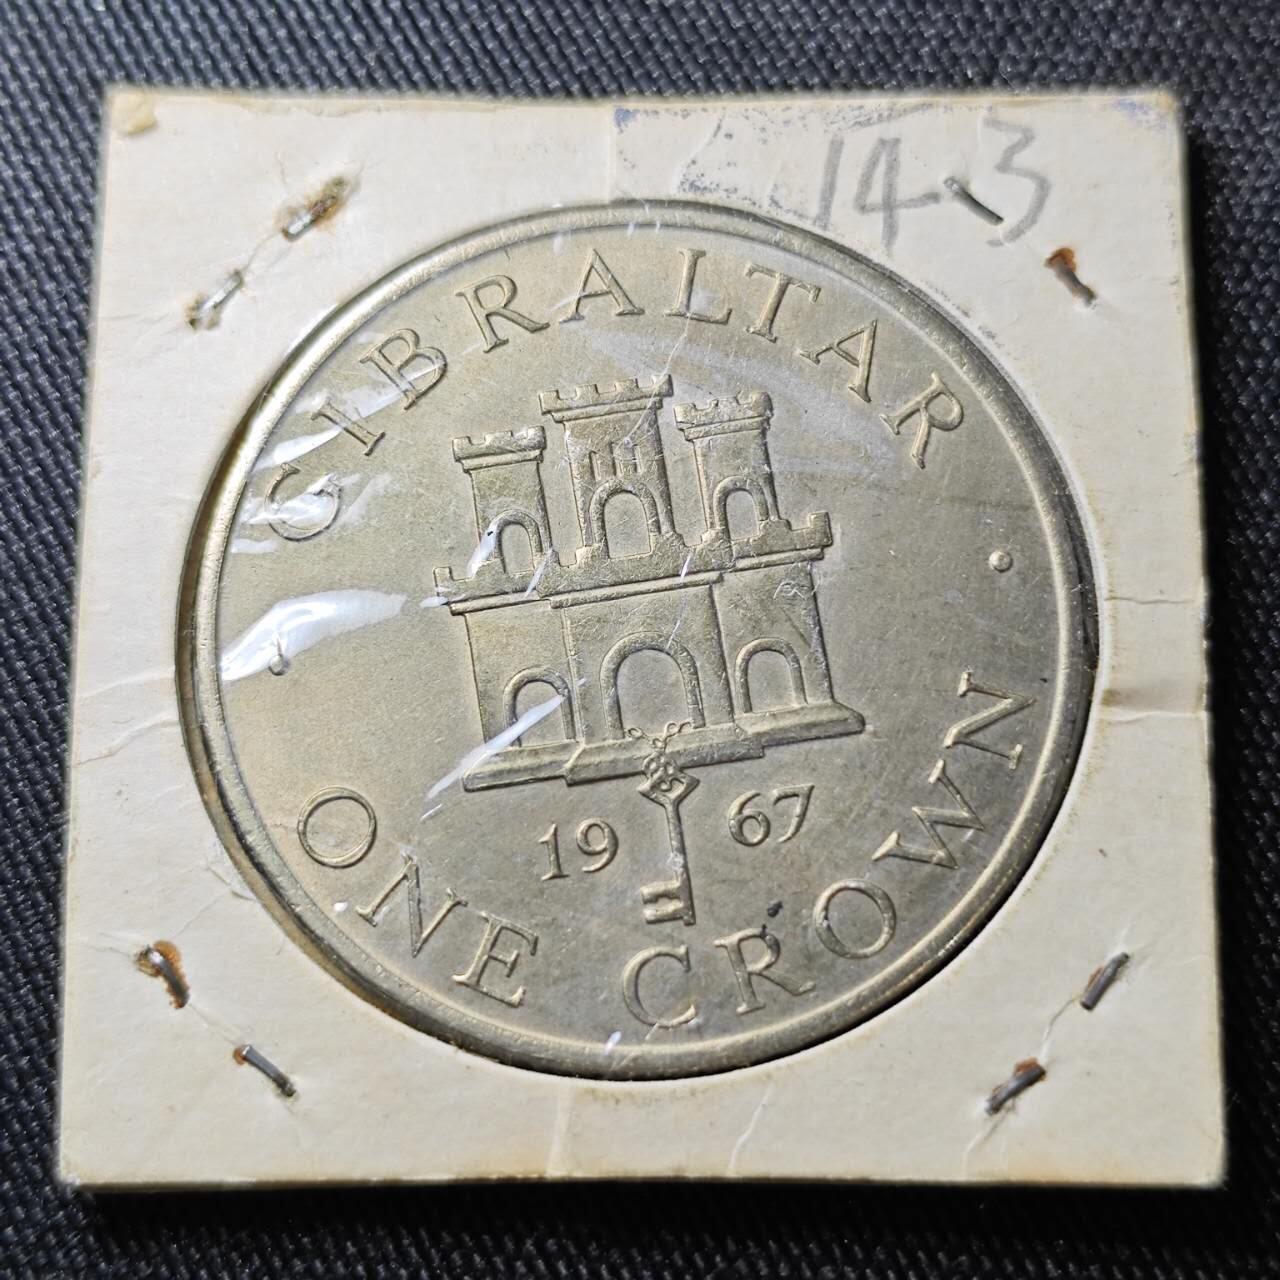 14-3
GIBRALTAR ·
19 67
ONE CROWN